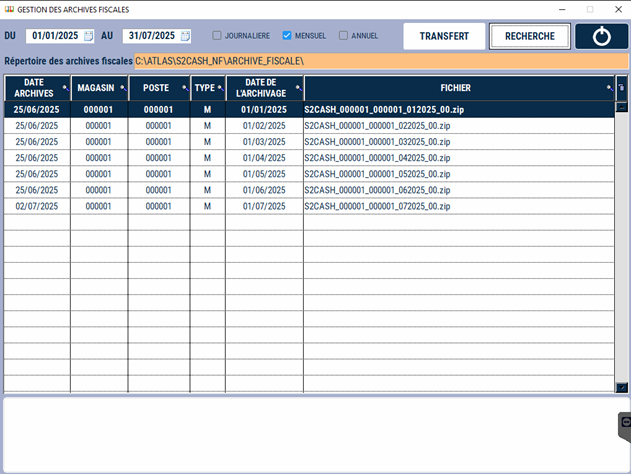 GESTION DES ARCHIVES FISCALES
DU 01/01/2025 AU 31/07/2025 JOURNALIERE MENSUEL ANNUEL TRANSFERT RECHERCHE
Répertoire des archives fiscales C:\ATLAS\S2CASH_NF\ARCHIVE_FISCALE\
DATE ARCHIVES MAGASIN POSTE TYPE DATE DE L'ARCHIVAGE FICHIER
25/06/2025 000001 000001 M 01/01/2025 S2CASH_000001_000001_012025_00.zip
25/06/2025 000001 000001 M 01/02/2025 S2CASH_000001_000001_022025_00.zip
25/06/2025 000001 000001 M 01/03/2025 S2CASH_000001_000001_032025_00.zip
25/06/2025 000001 000001 M 01/04/2025 S2CASH_000001_000001_042025_00.zip
25/06/2025 000001 000001 M 01/05/2025 S2CASH_000001_000001_052025_00.zip
25/06/2025 000001 000001 M 01/06/2025 S2CASH_000001_000001_062025_00.zip
02/07/2025 000001 000001 M 01/07/2025 S2CASH_000001_000001_072025_00.zip